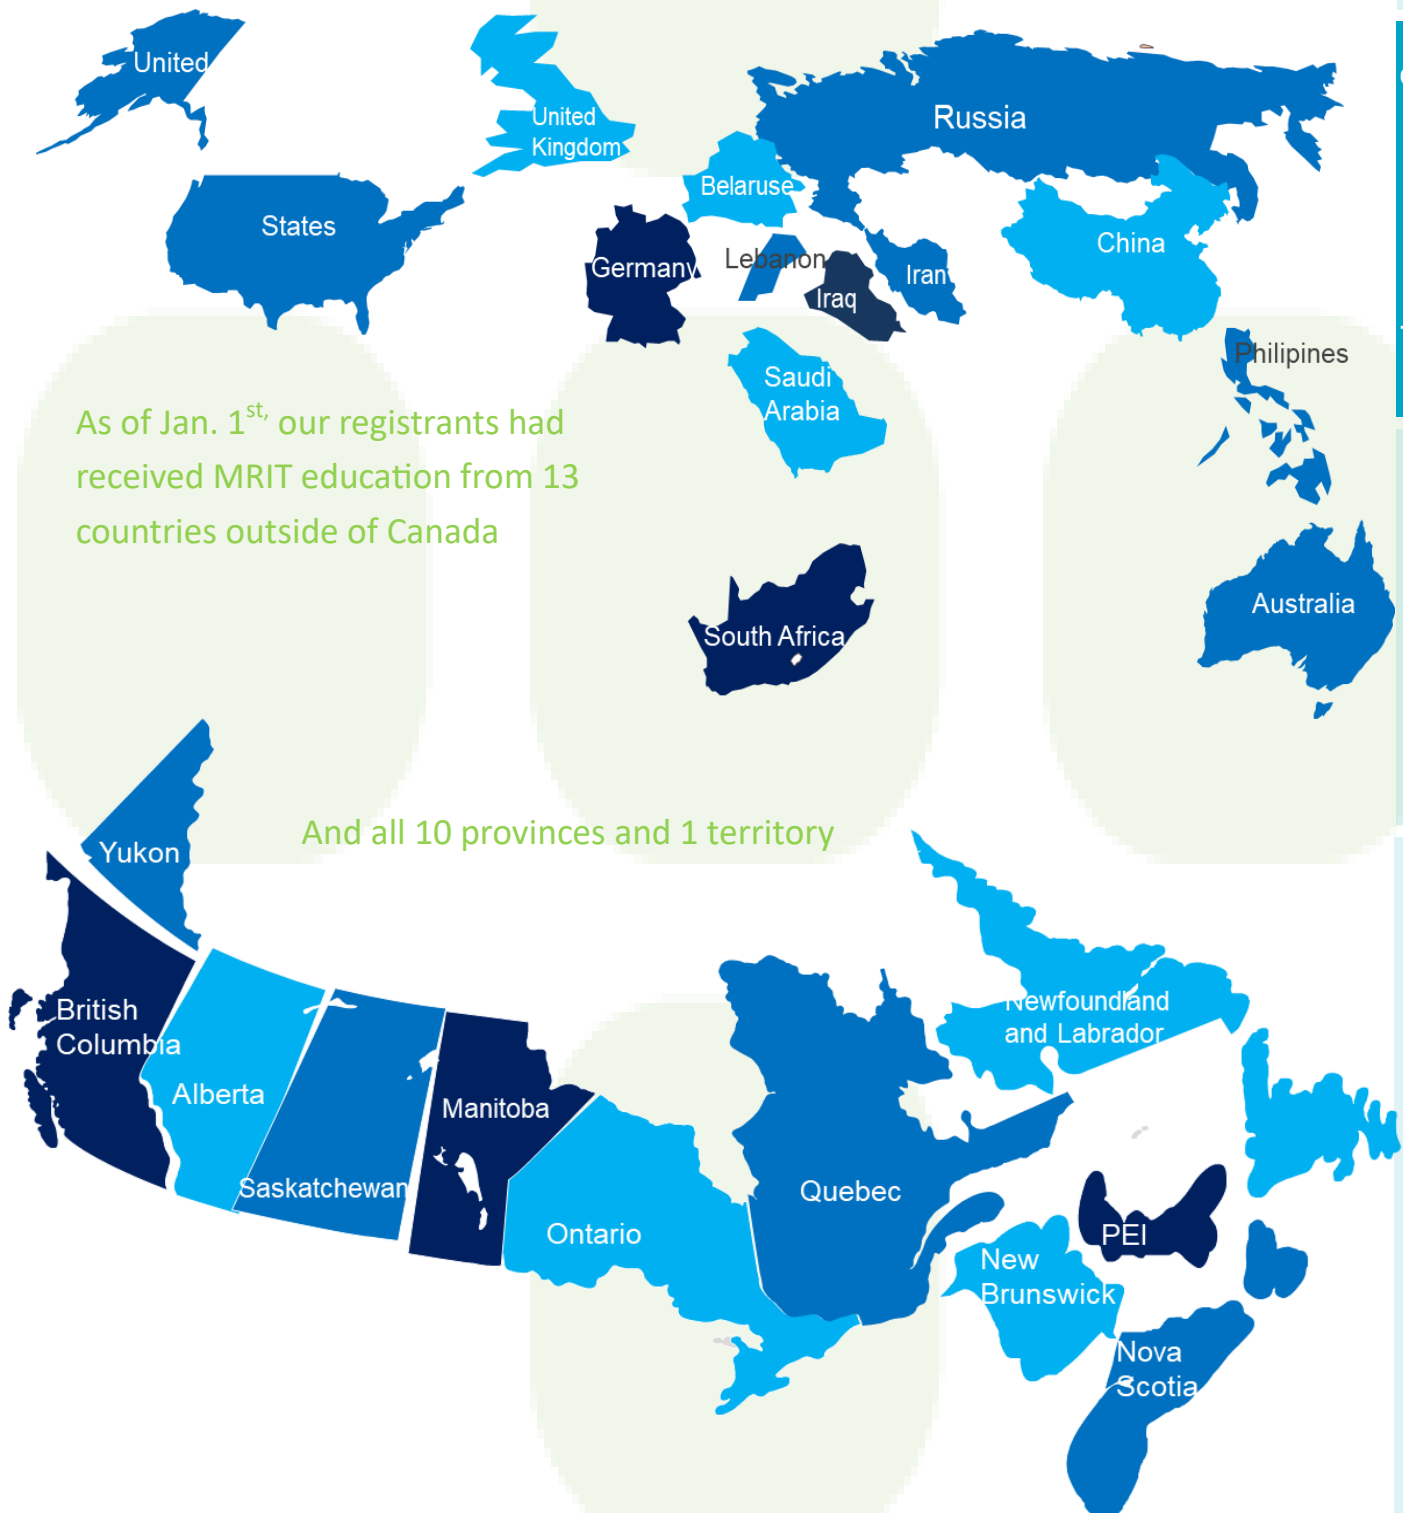 United
States
United
Kingdom
Russia
Belaruse
Germany
Lebanon
Iraq
Iran
China
Saudi
Arabia
Philipines
As of Jan. 1st, our registrants had
received MRIT education from 13
countries outside of Canada
South Africa
Australia
And all 10 provinces and 1 territory
Yukon
British
Columbia
Alberta
Saskatchewan
Manitoba
Ontario
Quebec
Newfoundland
and Labrador
PEI
New
Brunswick
Nova
Scotia